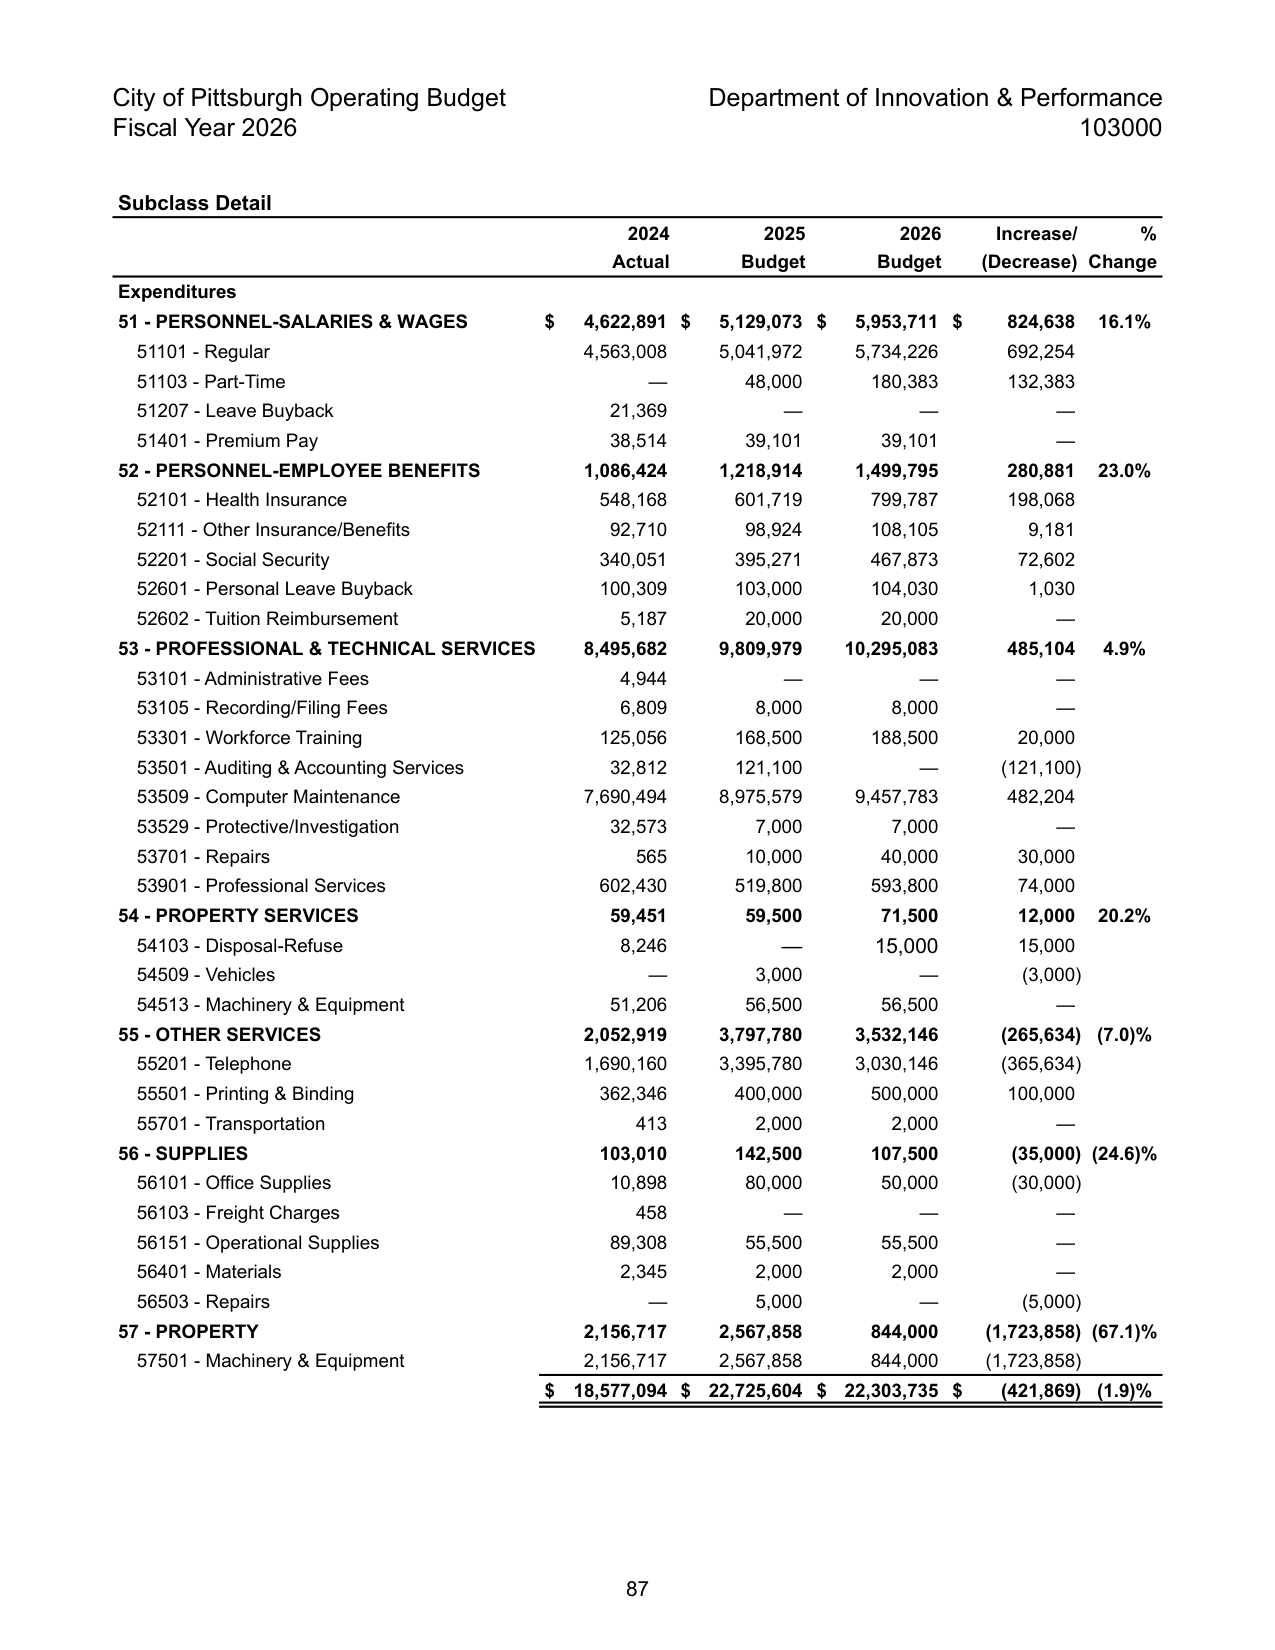 City of Pittsburgh Operating Budget Department of Innovation & Performance
Fiscal Year 2026 103000
Subclass Detail
2024 2025 2026 Increase/ %
Actual Budget Budget (Decrease) Change
Expenditures
51 - PERSONNEL-SALARIES & WAGES $ 4,622,891 $ 5,129,073 $ 5,953,711 $ 824,638 16.1%
51101 - Regular 4,563,008 5,041,972 5,734,226 692,254
51103 - Part-Time — 48,000 180,383 132,383
51207 - Leave Buyback 21,369 — — —
51401 - Premium Pay 38,514 39,101 39,101 —
52 - PERSONNEL-EMPLOYEE BENEFITS 1,086,424 1,218,914 1,499,795 280,881 23.0%
52101 - Health Insurance 548,168 601,719 799,787 198,068
52111 - Other Insurance/Benefits 92,710 98,924 108,105 9,181
52201 - Social Security 340,051 395,271 467,873 72,602
52601 - Personal Leave Buyback 100,309 103,000 104,030 1,030
52602 - Tuition Reimbursement 5,187 20,000 20,000 —
53 - PROFESSIONAL & TECHNICAL SERVICES 8,495,682 9,809,979 10,295,083 485,104 4.9%
53101 - Administrative Fees 4,944 — — —
53105 - Recording/Filing Fees 6,809 8,000 8,000 —
53301 - Workforce Training 125,056 168,500 188,500 20,000
53501 - Auditing & Accounting Services 32,812 121,100 — (121,100)
53509 - Computer Maintenance 7,690,494 8,975,579 9,457,783 482,204
53529 - Protective/Investigation 32,573 7,000 7,000 —
53701 - Repairs 565 10,000 40,000 30,000
53901 - Professional Services 602,430 519,800 593,800 74,000
54 - PROPERTY SERVICES 59,451 59,500 71,500 12,000 20.2%
54103 - Disposal-Refuse 8,246 — 15,000 15,000
54509 - Vehicles — 3,000 — (3,000)
54513 - Machinery & Equipment 51,206 56,500 56,500 —
55 - OTHER SERVICES 2,052,919 3,797,780 3,532,146 (265,634) (7.0)%
55201 - Telephone 1,690,160 3,395,780 3,030,146 (365,634)
55501 - Printing & Binding 362,346 400,000 500,000 100,000
55701 - Transportation 413 2,000 2,000 —
56 - SUPPLIES 103,010 142,500 107,500 (35,000) (24.6)%
56101 - Office Supplies 10,898 80,000 50,000 (30,000)
56103 - Freight Charges 458 — — —
56151 - Operational Supplies 89,308 55,500 55,500 —
56401 - Materials 2,345 2,000 2,000 —
56503 - Repairs — 5,000 — (5,000)
57 - PROPERTY 2,156,717 2,567,858 844,000 (1,723,858) (67.1)%
57501 - Machinery & Equipment 2,156,717 2,567,858 844,000 (1,723,858)
$ 18,577,094 $ 22,725,604 $ 22,303,735 $ (421,869) (1.9)%
87